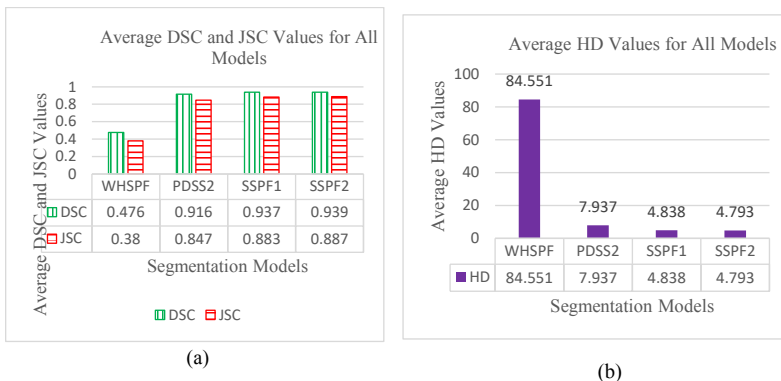 Average DSC and JSC Values for All
Models
Average DSC and JSC Values
1
0.8
0.6
0.4
0.2
0
WHSPF PDSS2 SSPF1 SSPF2
DSC 0.476 0.916 0.937 0.939
JSC 0.38 0.847 0.883 0.887
Segmentation Models
DSC JSC
(a)
Average HD Values for All Models
Average HD Values
100
80
60
40
20
0
84.551
7.937
4.838
4.793
WHSPF PDSS2 SSPF1 SSPF2
HD 84.551 7.937 4.838 4.793
Segmentation Models
(b)